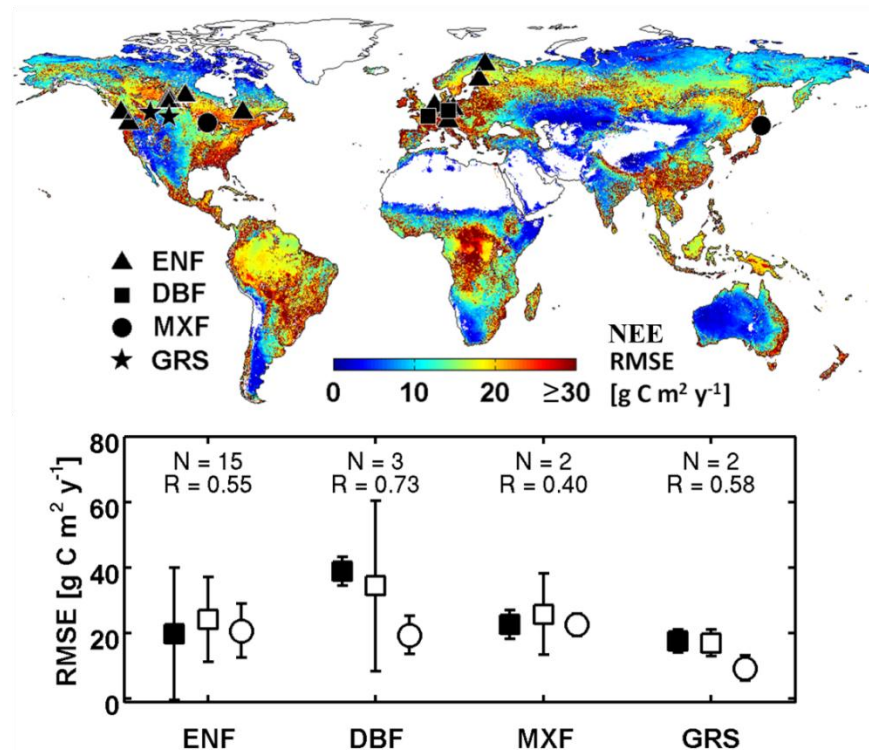 ENF
DBF
MXF
GRS
NEE
RMSE
[g C m² y⁻¹]
0 10 20 ≥30
RMSE [g C m² y⁻¹]
80
60
40
20
0
N = 15
R = 0.55
N = 3
R = 0.73
N = 2
R = 0.40
N = 2
R = 0.58
ENF DBF MXF GRS